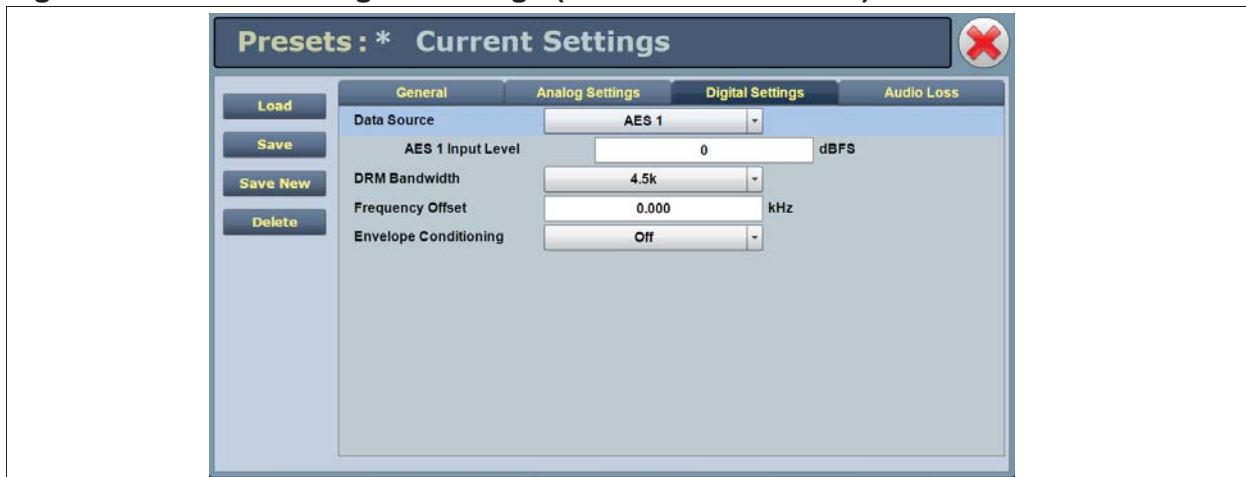 Presets:* Current Settings
Load
Save
Save New
Delete
General Analog Settings Digital Settings Audio Loss
Data Source AES 1
AES 1 Input Level 0 dBFS
DRM Bandwidth 4.5k
Frequency Offset 0.000 kHz
Envelope Conditioning Off